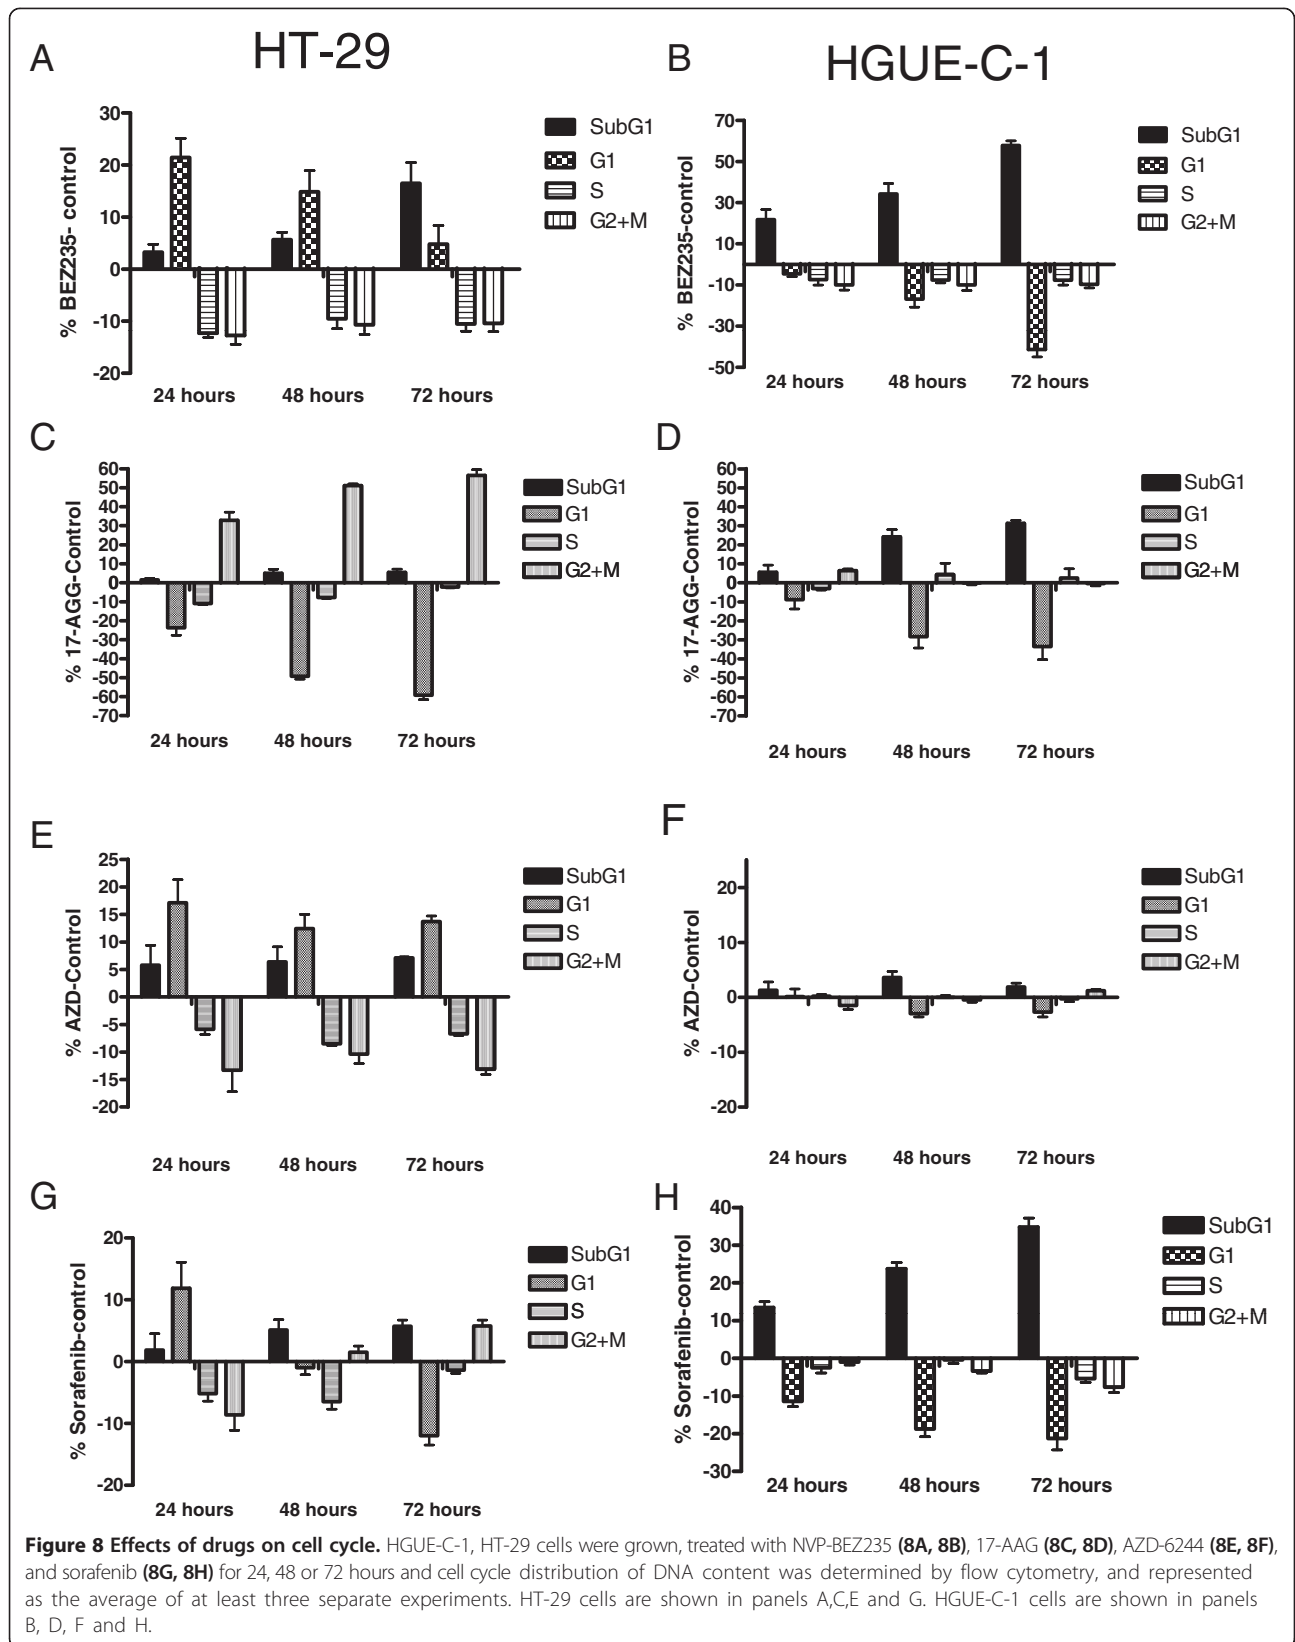 A
HT-29
B
HGUE-C-1
% BEZ235- control
30
20
10
0
-10
-20
24 hours
48 hours
72 hours
SubG1
G1
S
G2+M
% BEZ235-control
70
50
30
10
-10
-30
-50
24 hours
48 hours
72 hours
SubG1
G1
S
G2+M
C
% 17-AGG-Control
60
50
40
30
20
10
0
-10
-20
-30
-40
-50
-60
-70
24 hours
48 hours
72 hours
SubG1
G1
S
G2+M
D
% 17-AGG-Control
60
50
40
30
20
10
0
-10
-20
-30
-40
-50
-60
-70
24 hours
48 hours
72 hours
SubG1
G1
S
G2+M
E
% AZD-Control
25
20
15
10
5
0
-5
-10
-15
-20
24 hours
48 hours
72 hours
SubG1
G1
S
G2+M
F
% AZD-Control
20
10
0
-10
-20
24 hours
48 hours
72 hours
SubG1
G1
S
G2+M
G
% Sorafenib-control
20
10
0
-10
-20
24 hours
48 hours
72 hours
SubG1
G1
S
G2+M
H
% Sorafenib-control
40
30
20
10
0
-10
-20
-30
24 hours
48 hours
72 hours
SubG1
G1
S
G2+M
Figure 8 Effects of drugs on cell cycle. HGUE-C-1, HT-29 cells were grown, treated with NVP-BEZ235 (8A, 8B), 17-AAG (8C, 8D), AZD-6244 (8E, 8F),
and sorafenib (8G, 8H) for 24, 48 or 72 hours and cell cycle distribution of DNA content was determined by flow cytometry, and represented
as the average of at least three separate experiments. HT-29 cells are shown in panels A,C,E and G. HGUE-C-1 cells are shown in panels
B, D, F and H.